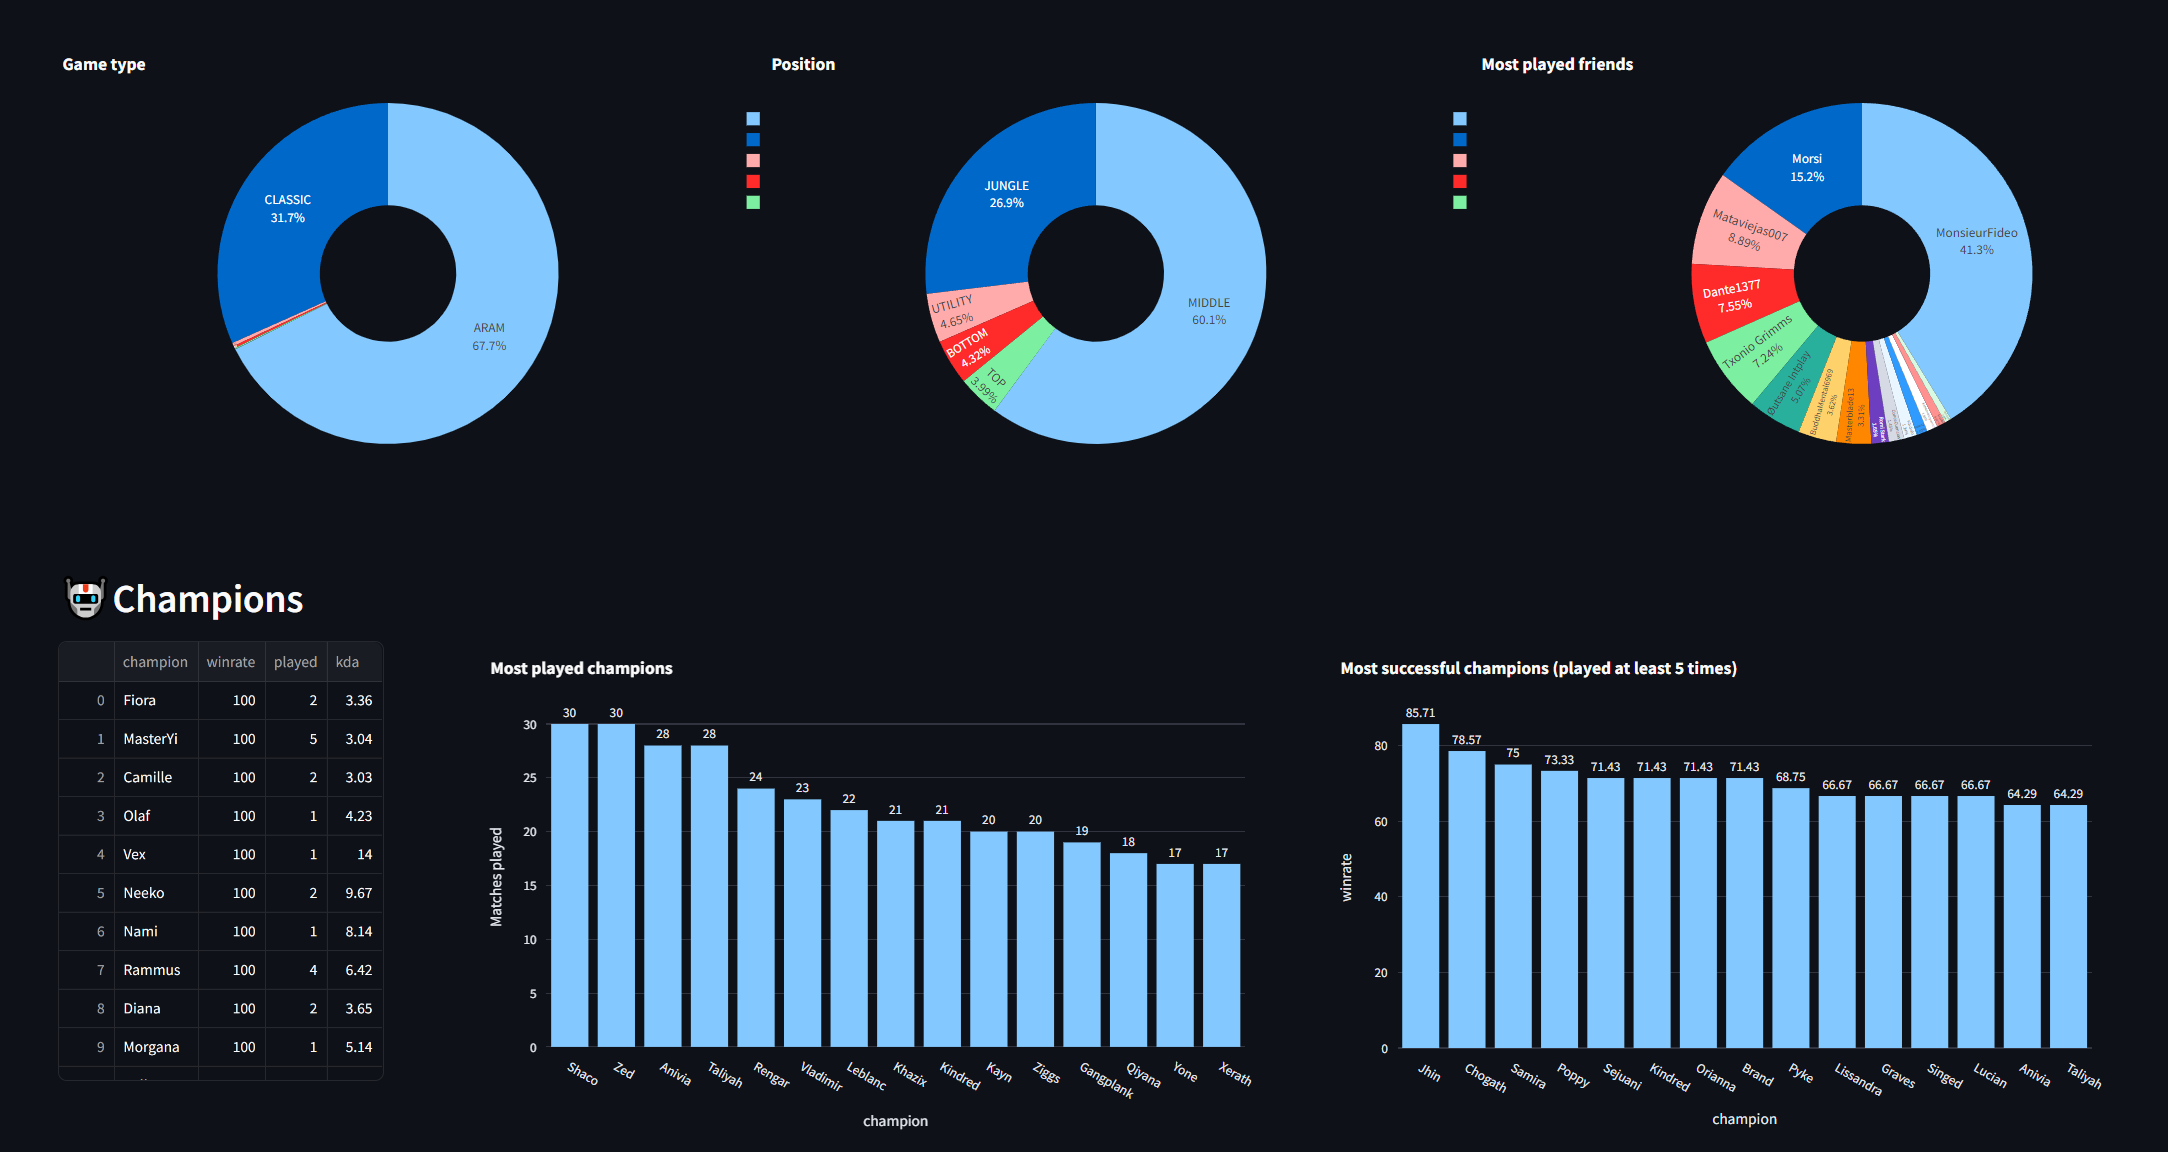 Game type
CLASSIC
31.7%
ARAM
67.7%
Position
JUNGLE
26.9%
MIDDLE
60.1%
UTILITY
4.65%
BOTTOM
4.32%
TOP
3.99%
Most played friends
Morsi
15.2%
MonsieurFideo
41.3%
Mataviejas007
8.89%
Dante1377
7.55%
Txonio Grimms
7.24%
Øutsane Intplay
5.07%
BuddhaMental6969
3.62%
Masterblade13
3.31%
Champions
champion winrate played kda
0 Fiora 100 2 3.36
1 MasterYi 100 5 3.04
2 Camille 100 2 3.03
3 Olaf 100 1 4.23
4 Vex 100 1 14
5 Neeko 100 2 9.67
6 Nami 100 1 8.14
7 Rammus 100 4 6.42
8 Diana 100 2 3.65
9 Morgana 100 1 5.14
Most played champions
30 30 28 28 24 23 22 21 21 20 20 19 18 17 17
30
25
20
15
10
5
0
Matches played
Shaco Zed Anivia Taliyah Rengar Vladimir Leblanc Khazix Kindred Kayn Ziggs Gangplank Qiyana Yone Xerath
champion
Most successful champions (played at least 5 times)
85.71 78.57 75 73.33 71.43 71.43 71.43 71.43 68.75 66.67 66.67 66.67 66.67 64.29 64.29
80
60
40
20
0
winrate
Jhin Chogath Samira Poppy Sejuani Kindred Orianna Brand Pyke Lissandra Graves Singed Lucian Anivia Taliyah
champion